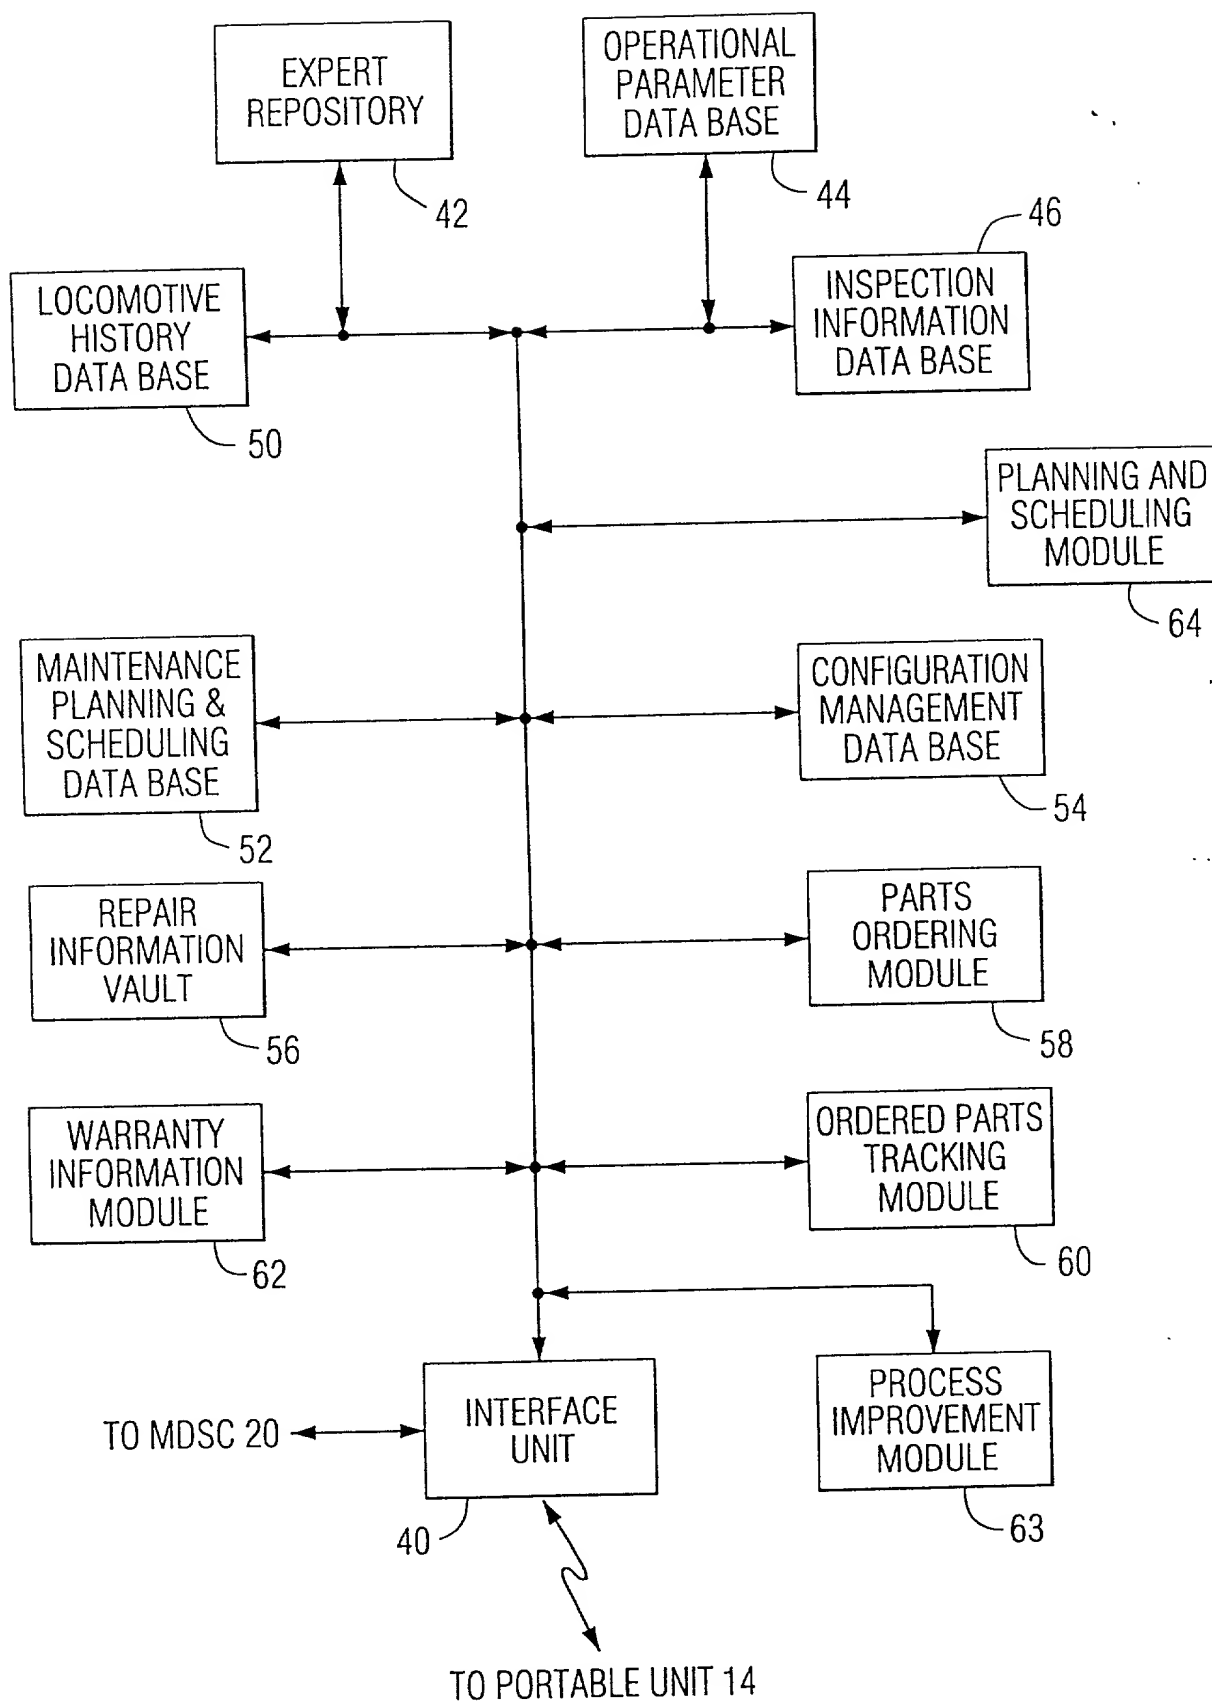 EXPERT
REPOSITORY
42
OPERATIONAL
PARAMETER
DATA BASE
44
46
LOCOMOTIVE
HISTORY
DATA BASE
50
INSPECTION
INFORMATION
DATA BASE
PLANNING AND
SCHEDULING
MODULE
64
MAINTENANCE
PLANNING &
SCHEDULING
DATA BASE
52
CONFIGURATION
MANAGEMENT
DATA BASE
54
REPAIR
INFORMATION
VAULT
56
PARTS
ORDERING
MODULE
58
WARRANTY
INFORMATION
MODULE
62
ORDERED PARTS
TRACKING
MODULE
60
INTERFACE
UNIT
40
TO MDSC 20
PROCESS
IMPROVEMENT
MODULE
63
TO PORTABLE UNIT 14